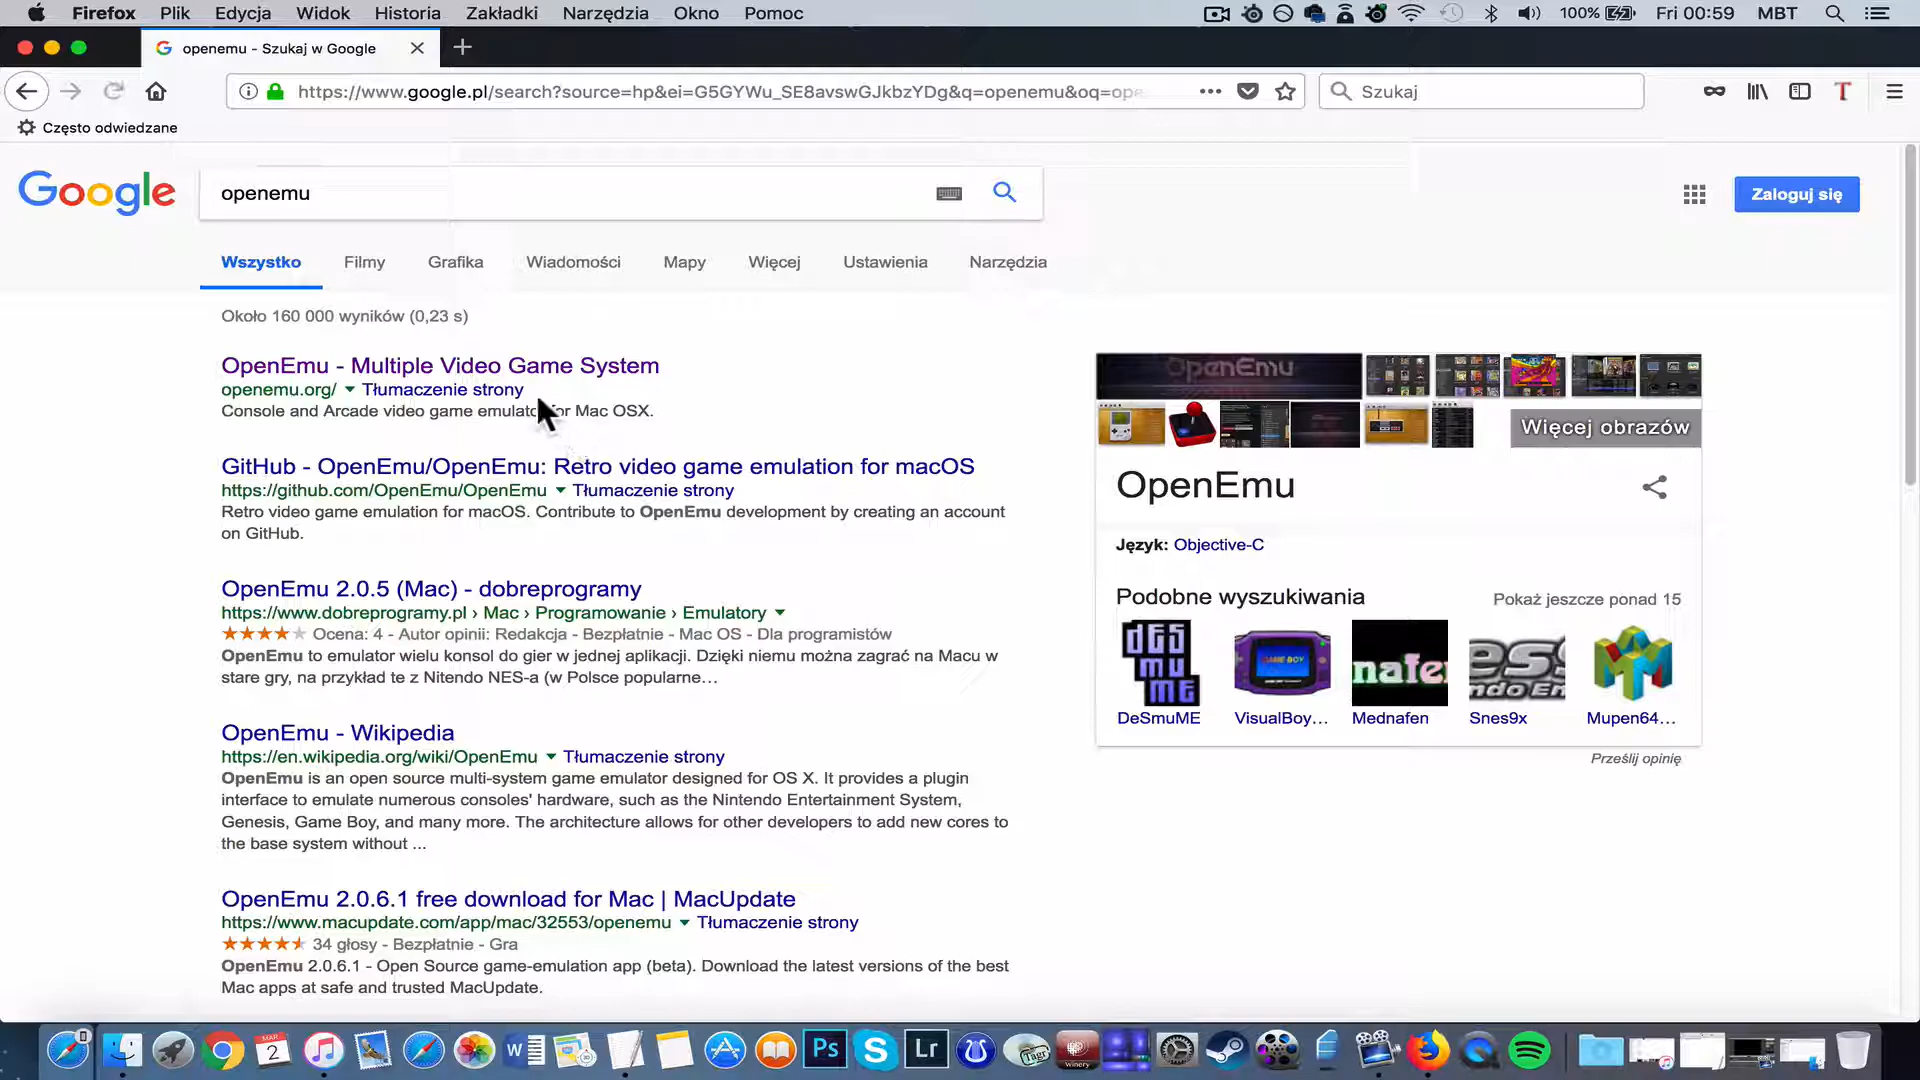 Firefox Plik Edycja Widok Historia Zakładki Narzędzia Okno Pomoc 100% Fri 00:59 MBT
openemu - Szukaj w Google
https://www.google.pl/search?source=hp&ei=G5GYWu_SE8avswGJkbzYDg&q=openemu&oq=ope
Szukaj
Często odwiedzane
Google
openemu
Zaloguj się
Wszystko Filmy Grafika Wiadomości Mapy Więcej Ustawienia Narzędzia
Około 160 000 wyników (0,23 s)
OpenEmu - Multiple Video Game System
openemu.org/ Tłumaczenie strony
Console and Arcade video game emulator for Mac OSX.
GitHub - OpenEmu/OpenEmu: Retro video game emulation for macOS
https://github.com/OpenEmu/OpenEmu Tłumaczenie strony
Retro video game emulation for macOS. Contribute to OpenEmu development by creating an account
on GitHub.
OpenEmu 2.0.5 (Mac) - dobreprogramy
https://www.dobreprogramy.pl › Mac › Programowanie › Emulatory
Ocena: 4 - Autor opinii: Redakcja - Bezpłatnie - Mac OS - Dla programistów
OpenEmu to emulator wielu konsol do gier w jednej aplikacji. Dzięki niemu można zagrać na Macu w
stare gry, na przykład te z Nitendo NES-a (w Polsce popularne…
OpenEmu - Wikipedia
https://en.wikipedia.org/wiki/OpenEmu Tłumaczenie strony
OpenEmu is an open source multi-system game emulator designed for OS X. It provides a plugin
interface to emulate numerous consoles' hardware, such as the Nintendo Entertainment System,
Genesis, Game Boy, and many more. The architecture allows for other developers to add new cores to
the base system without ...
OpenEmu 2.0.6.1 free download for Mac | MacUpdate
https://www.macupdate.com/app/mac/32553/openemu Tłumaczenie strony
34 głosy - Bezpłatnie - Gra
OpenEmu 2.0.6.1 - Open Source game-emulation app (beta). Download the latest versions of the best
Mac apps at safe and trusted MacUpdate.
OpenEmu
Więcej obrazów
OpenEmu
Język: Objective-C
Podobne wyszukiwania Pokaż jeszcze ponad 15
DeSmuME VisualBoy... Mednafen Snes9x Mupen64...
Prześlij opinię
MAR
2
W
Ps
Lr
Tagr
Winery